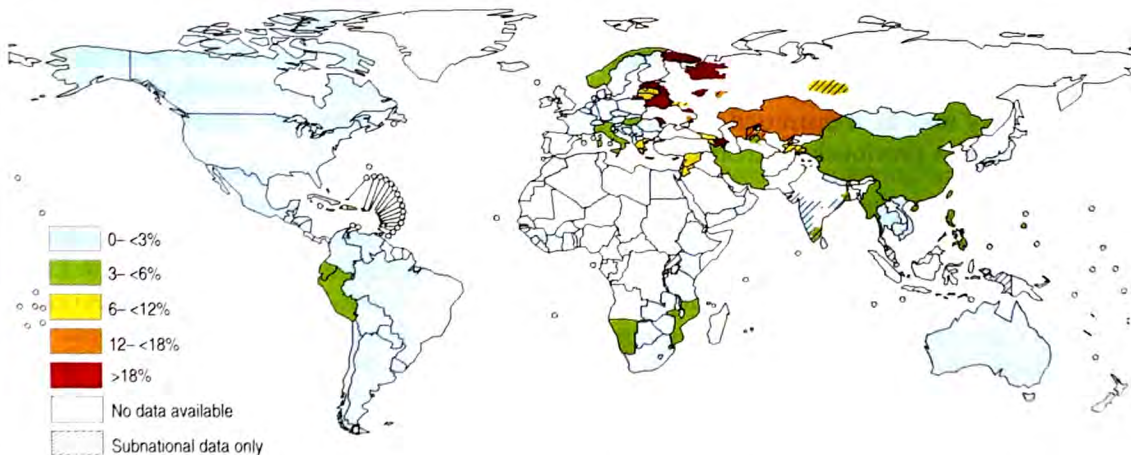 0– <3%
3– <6%
6– <12%
12– <18%
>18%
No data available
Subnational data only